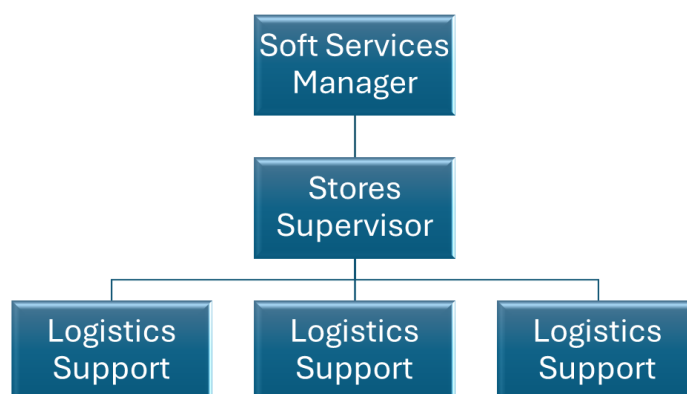 Soft Services
Manager
Stores
Supervisor
Logistics
Support
Logistics
Support
Logistics
Support